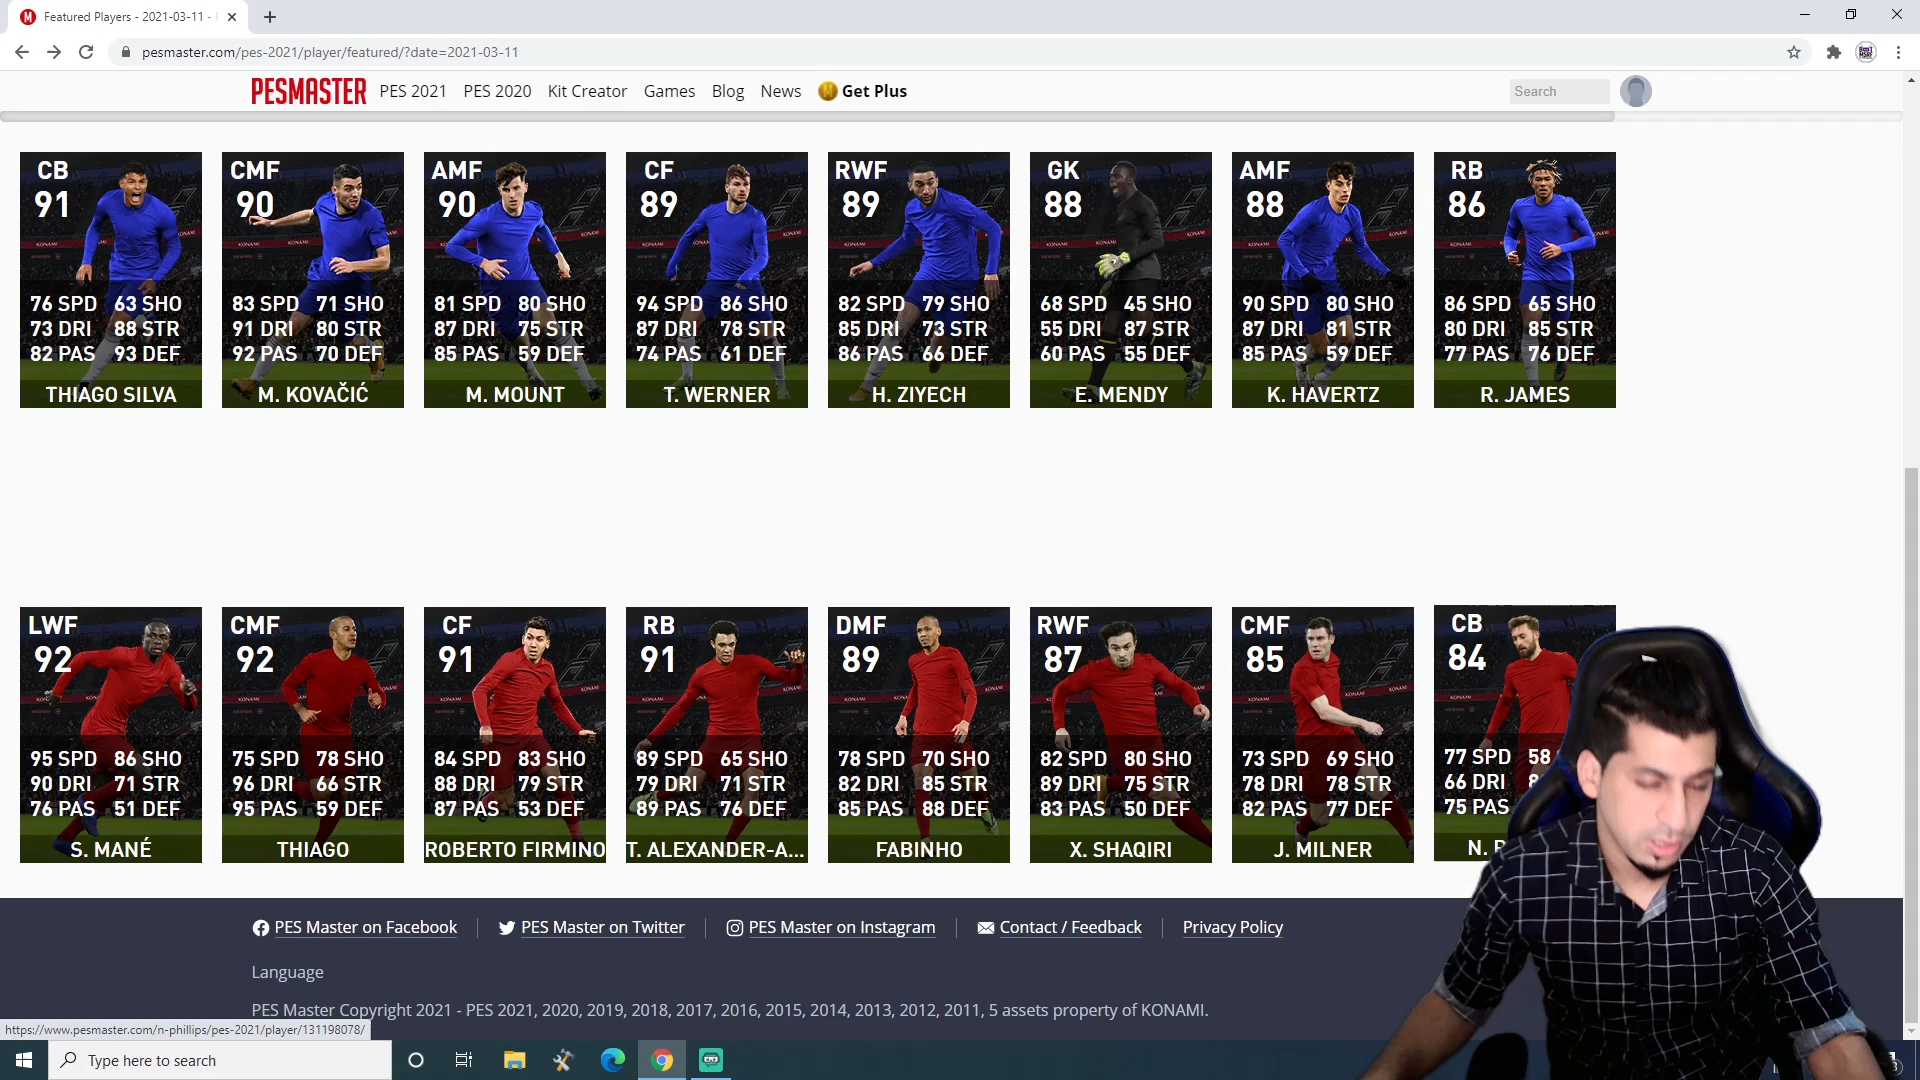 Featured Players - 2021-03-11 -
pesmaster.com/pes-2021/player/featured/?date=2021-03-11
PESMASTER PES 2021 PES 2020 Kit Creator Games Blog News Get Plus Search
CB 91 76 SPD 63 SHO 73 DRI 88 STR 82 PAS 93 DEF THIAGO SILVA
CMF 90 83 SPD 71 SHO 91 DRI 80 STR 92 PAS 70 DEF M. KOVAČIĆ
AMF 90 81 SPD 80 SHO 87 DRI 75 STR 85 PAS 59 DEF M. MOUNT
CF 89 94 SPD 86 SHO 87 DRI 78 STR 74 PAS 61 DEF T. WERNER
RWF 89 82 SPD 79 SHO 85 DRI 73 STR 86 PAS 66 DEF H. ZIYECH
GK 88 68 SPD 45 SHO 55 DRI 87 STR 60 PAS 55 DEF E. MENDY
AMF 88 90 SPD 80 SHO 87 DRI 81 STR 85 PAS 59 DEF K. HAVERTZ
RB 86 86 SPD 65 SHO 80 DRI 85 STR 77 PAS 76 DEF R. JAMES
LWF 92 95 SPD 86 SHO 90 DRI 71 STR 76 PAS 51 DEF S. MANÉ
CMF 92 75 SPD 78 SHO 96 DRI 66 STR 95 PAS 59 DEF THIAGO
CF 91 84 SPD 83 SHO 88 DRI 79 STR 87 PAS 53 DEF ROBERTO FIRMINO
RB 91 89 SPD 65 SHO 79 DRI 71 STR 89 PAS 76 DEF T. ALEXANDER-A...
DMF 89 78 SPD 70 SHO 82 DRI 85 STR 85 PAS 88 DEF FABINHO
RWF 87 82 SPD 80 SHO 89 DRI 75 STR 83 PAS 50 DEF X. SHAQIRI
CMF 85 73 SPD 69 SHO 78 DRI 78 STR 82 PAS 77 DEF J. MILNER
CB 84 77 SPD 58 66 DRI 75 PAS N.
PES Master on Facebook PES Master on Twitter PES Master on Instagram Contact / Feedback Privacy Policy
Language
PES Master Copyright 2021 - PES 2021, 2020, 2019, 2018, 2017, 2016, 2015, 2014, 2013, 2012, 2011, 5 assets property of KONAMI.
https://www.pesmaster.com/n-phillips/pes-2021/player/131198078/
Type here to search